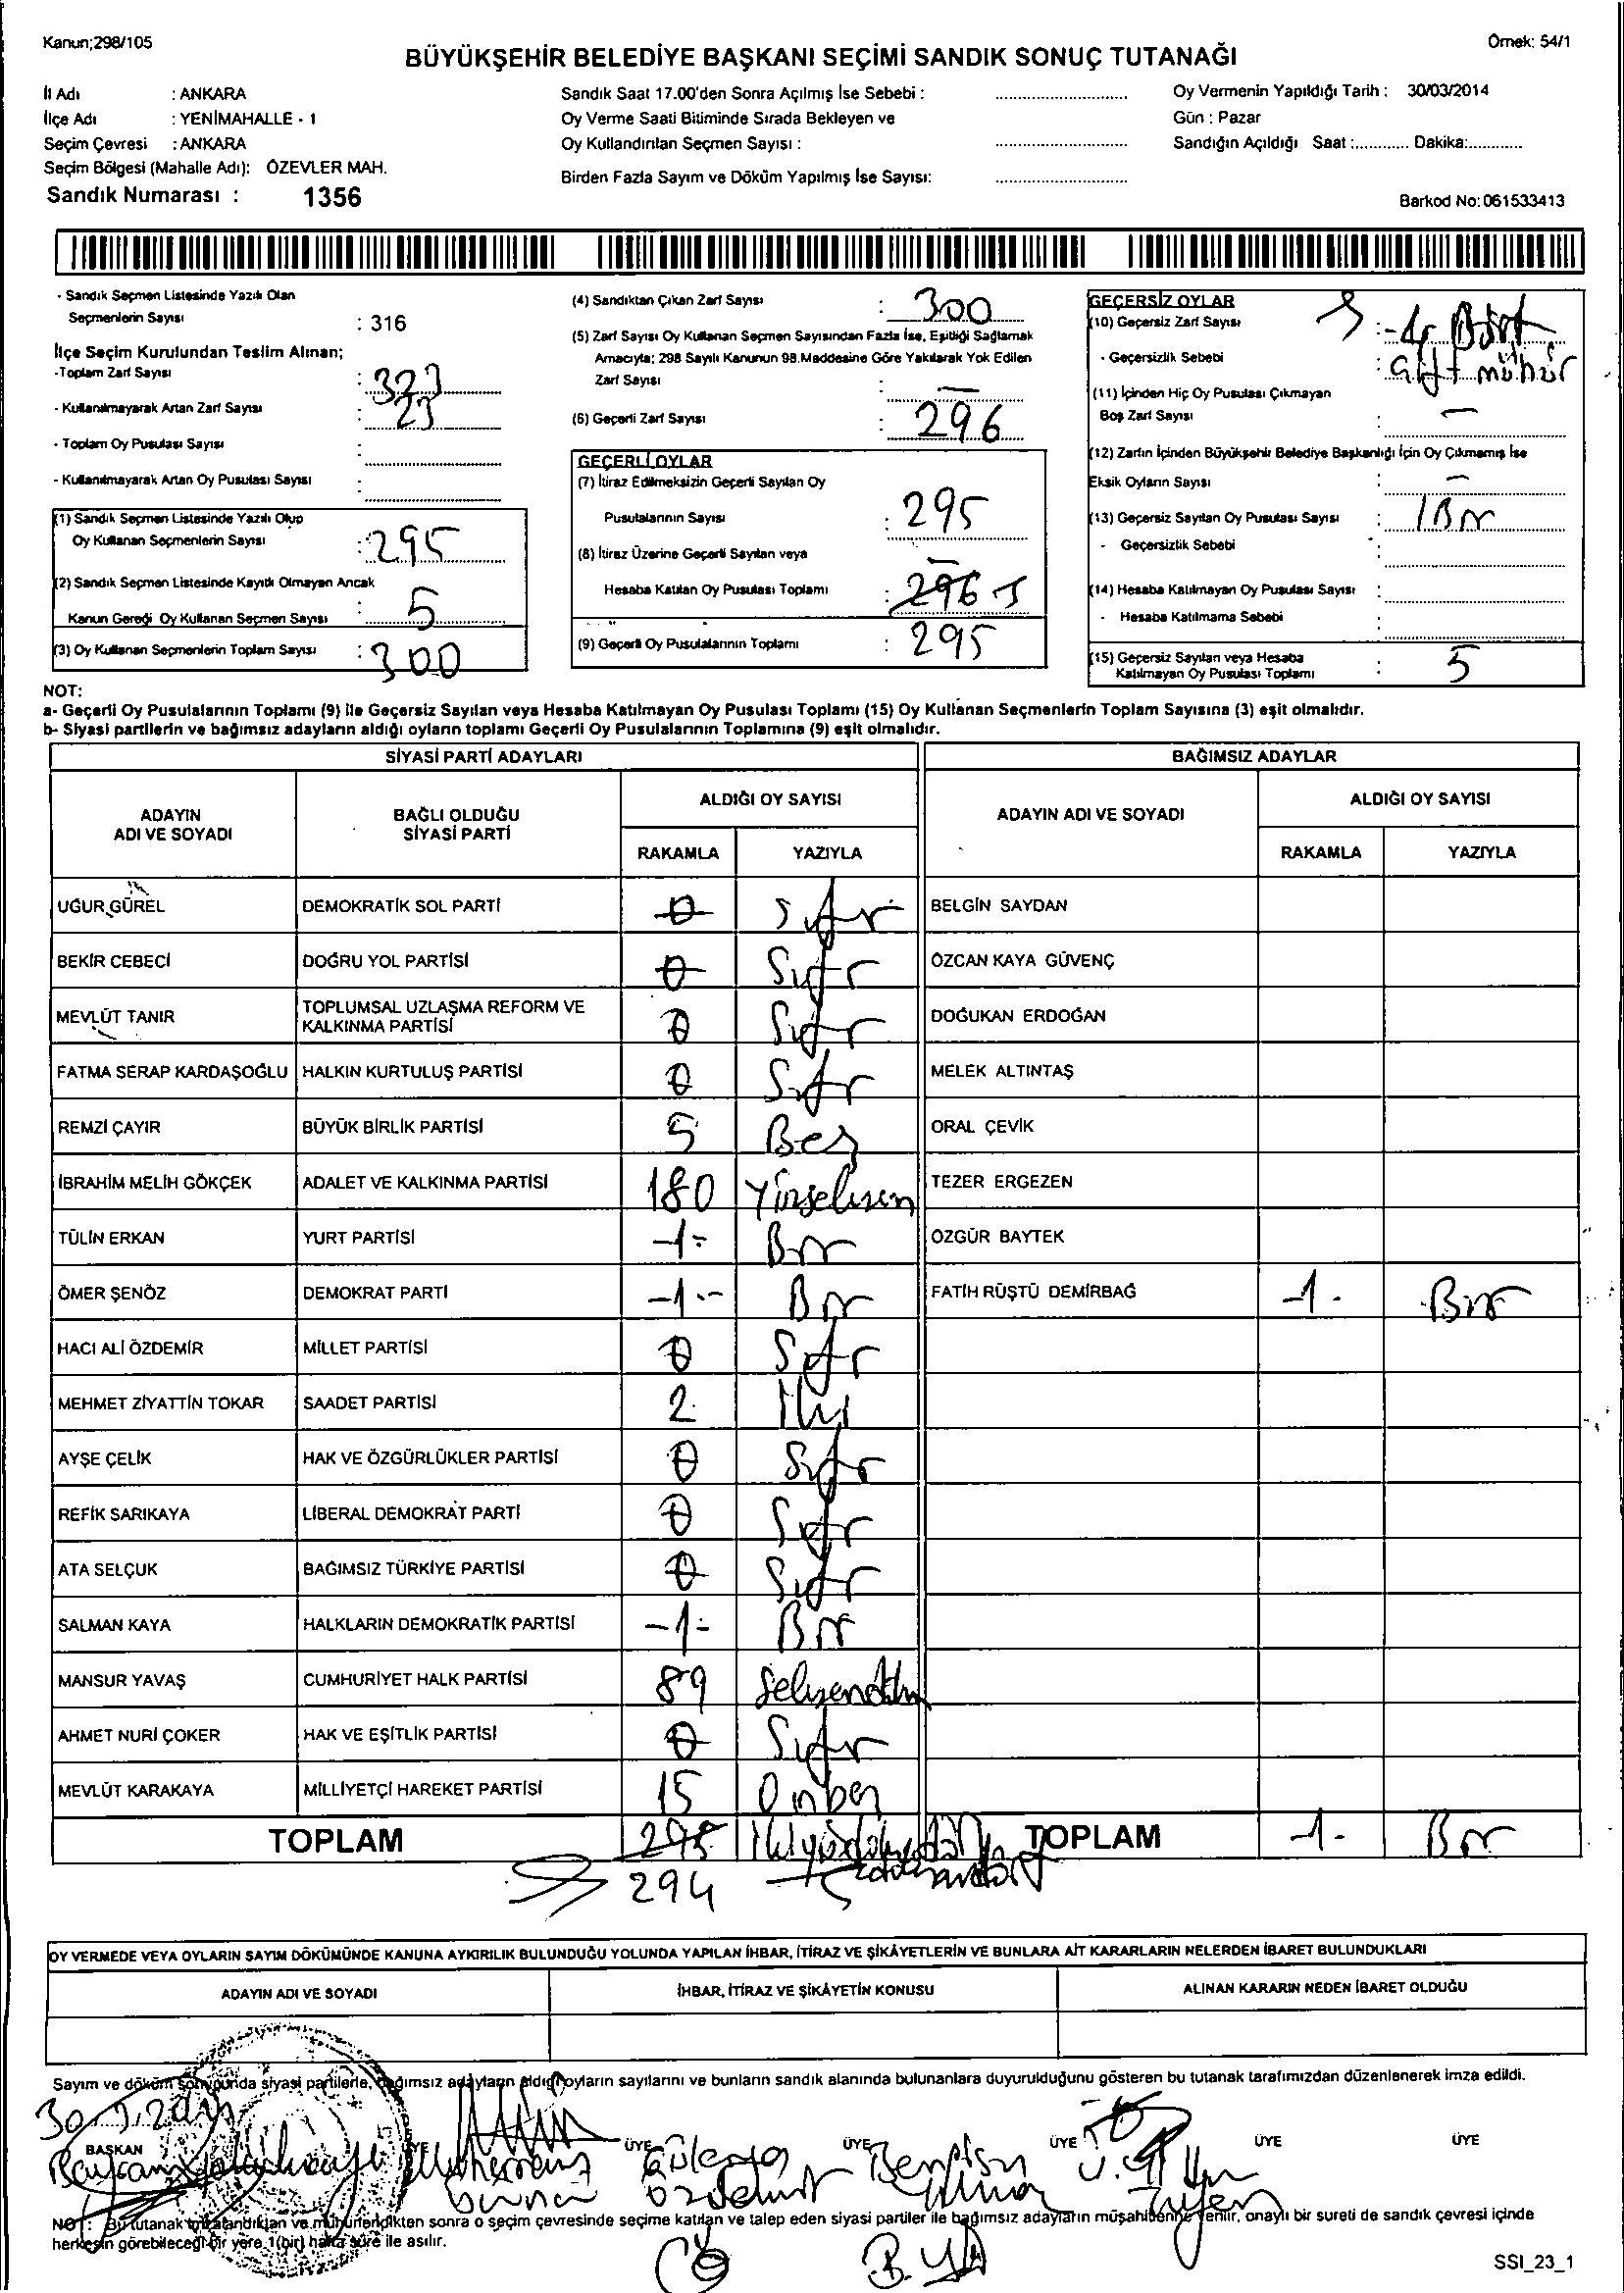 Kanun;298/105
Örnek: 54/1
BÜYÜKŞEHİR BELEDİYE BAŞKANI SEÇİMİ SANDIK SONUÇ TUTANAĞI
İl Adı : ANKARA
İlçe Adı : YENİMAHALLE - 1
Seçim Çevresi : ANKARA
Seçim Bölgesi (Mahalle Adı): ÖZEVLER MAH.
Sandık Numarası : 1356
Sandık Saat 17.00'den Sonra Açılmış İse Sebebi :
Oy Verme Saati Bitiminde Sırada Bekleyen ve
Oy Kullandırılan Seçmen Sayısı :
Birden Fazla Sayım ve Döküm Yapılmış İse Sayısı:
Oy Vermenin Yapıldığı Tarih : 30/03/2014
Gün : Pazar
Sandığın Açıldığı Saat :............ Dakika:............
Barkod No:061533413
- Sandık Seçmen Listesinde Yazılı Olan
Seçmenlerin Sayısı : 316
İlçe Seçim Kurulundan Teslim Alınan;
-Toplam Zarf Sayısı : 323
- Kullanılmayarak Artan Zarf Sayısı : 23
- Toplam Oy Pusulası Sayısı :
- Kullanılmayarak Artan Oy Pusulası Sayısı :
(1) Sandık Seçmen Listesinde Yazılı Olup
Oy Kullanan Seçmenlerin Sayısı : 295
(2) Sandık Seçmen Listesinde Kayıtlı Olmayan Ancak
Kanun Gereği Oy Kullanan Seçmen Sayısı : 5
(3) Oy Kullanan Seçmenlerin Toplam Sayısı : 300
(4) Sandıktan Çıkan Zarf Sayısı : 300
(5) Zarf Sayısı Oy Kullanan Seçmen Sayısından Fazla İse, Eşitliği Sağlamak
Amacıyla; 298 Sayılı Kanunun 98.Maddesine Göre Yakılarak Yok Edilen
Zarf Sayısı : —
(6) Geçerli Zarf Sayısı : 296
GEÇERLİ OYLAR
(7) İtiraz Edilmeksizin Geçerli Sayılan Oy
Pusulalarının Sayısı : 295
(8) İtiraz Üzerine Geçerli Sayılan veya —
Hesaba Katılan Oy Pusulası Toplamı : 296
(9) Geçerli Oy Pusulalarının Toplamı : 295
GEÇERSİZ OYLAR
(10) Geçersiz Zarf Sayısı :-4 Dört
- Geçersizlik Sebebi : çift mühür
(11) İçinden Hiç Oy Pusulası Çıkmayan
Boş Zarf Sayısı : —
(12) Zarfın İçinden Büyükşehir Belediye Başkanlığı İçin Oy Çıkmamış İse
Eksik Oyların Sayısı : —
(13) Geçersiz Sayılan Oy Pusulası Sayısı : 1 Bir
- Geçersizlik Sebebi :
(14) Hesaba Katılmayan Oy Pusulası Sayısı :
- Hesaba Katılmama Sebebi :
(15) Geçersiz Sayılan veya Hesaba
Katılmayan Oy Pusulası Toplamı : 5
NOT:
a- Geçerli Oy Pusulalarının Toplamı (9) ile Geçersiz Sayılan veya Hesaba Katılmayan Oy Pusulası Toplamı (15) Oy Kullanan Seçmenlerin Toplam Sayısına (3) eşit olmalıdır.
b- Siyasi partilerin ve bağımsız adayların aldığı oyların toplamı Geçerli Oy Pusulalarının Toplamına (9) eşit olmalıdır.
SİYASİ PARTİ ADAYLARI BAĞIMSIZ ADAYLAR
ADAYIN ADI VE SOYADI BAĞLI OLDUĞU SİYASİ PARTİ ALDIĞI OY SAYISI ADAYIN ADI VE SOYADI ALDIĞI OY SAYISI
RAKAMLA YAZIYLA RAKAMLA YAZIYLA
UĞUR GÜREL DEMOKRATİK SOL PARTİ 0 Sıfır BELGİN SAYDAN
BEKİR CEBECİ DOĞRU YOL PARTİSİ 0 Sıfır ÖZCAN KAYA GÜVENÇ
MEVLÜT TANIR TOPLUMSAL UZLAŞMA REFORM VE KALKINMA PARTİSİ 0 Sıfır DOĞUKAN ERDOĞAN
FATMA SERAP KARDAŞOĞLU HALKIN KURTULUŞ PARTİSİ 0 Sıfır MELEK ALTINTAŞ
REMZİ ÇAYIR BÜYÜK BİRLİK PARTİSİ 5 Beş ORAL ÇEVİK
İBRAHİM MELİH GÖKÇEK ADALET VE KALKINMA PARTİSİ 180 Yüzseksen TEZER ERGEZEN
TÜLİN ERKAN YURT PARTİSİ -1- Bir ÖZGÜR BAYTEK
ÖMER ŞENÖZ DEMOKRAT PARTİ -1- Bir FATİH RÜŞTÜ DEMİRBAĞ -1- Bir
HACI ALİ ÖZDEMİR MİLLET PARTİSİ 0 Sıfır
MEHMET ZİYATTİN TOKAR SAADET PARTİSİ 2 İki
AYŞE ÇELİK HAK VE ÖZGÜRLÜKLER PARTİSİ 0 Sıfır
REFİK SARIKAYA LİBERAL DEMOKRAT PARTİ 0 Sıfır
ATA SELÇUK BAĞIMSIZ TÜRKİYE PARTİSİ 0 Sıfır
SALMAN KAYA HALKLARIN DEMOKRATİK PARTİSİ -1- Bir
MANSUR YAVAŞ CUMHURİYET HALK PARTİSİ 89 Seksendokuz
AHMET NURİ ÇOKER HAK VE EŞİTLİK PARTİSİ 0 Sıfır
MEVLÜT KARAKAYA MİLLİYETÇİ HAREKET PARTİSİ 15 Onbeş
TOPLAM 295 TOPLAM -1- Bir
294
OY VERMEDE VEYA OYLARIN SAYIM DÖKÜMÜNDE KANUNA AYKIRILIK BULUNDUĞU YOLUNDA YAPILAN İHBAR, İTİRAZ VE ŞİKÂYETLERİN VE BUNLARA AİT KARARLARIN NELERDEN İBARET BULUNDUKLARI
ADAYIN ADI VE SOYADI İHBAR, İTİRAZ VE ŞİKÂYETİN KONUSU ALINAN KARARIN NEDEN İBARET OLDUĞU
Sayım ve döküm sonucunda siyasi partilerle, bağımsız adayların aldığı oyların sayılarını ve bunların sandık alanında bulunanlara duyurulduğunu gösteren bu tutanak tarafımızdan düzenlenerek imza edildi.
BAŞKAN ÜYE ÜYE ÜYE ÜYE ÜYE
Bayram Muharrem Gülenda
Özdemir
NOT: Bu tutanak imzalandıktan ve mühürlendikten sonra o seçim çevresinde seçime katılan ve talep eden siyasi partiler ile bağımsız adayların müşahitlerine verilir, onaylı bir sureti de sandık çevresi içinde
herkesin görebileceği bir yere 1(bir) hafta süre ile asılır.
SSI_23_1